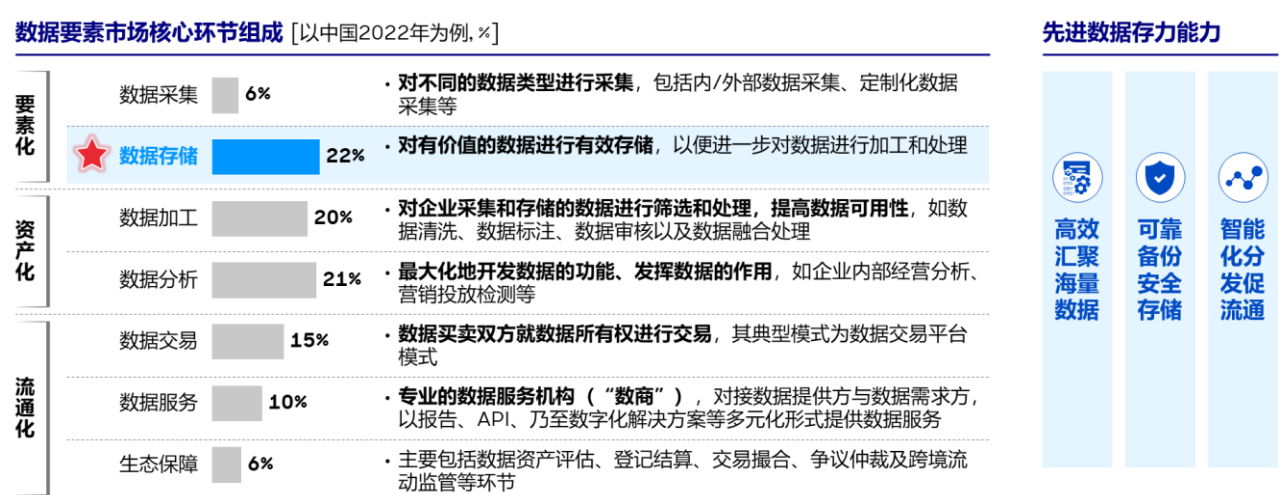 数据要素市场核心环节组成 [以中国2022年为例, %]
要素化
数据采集 6%
• 对不同的数据类型进行采集，包括内/外部数据采集、定制化数据
采集等
数据存储 22%
• 对有价值的数据进行有效存储，以便进一步对数据进行加工和处理
资产化
数据加工 20%
• 对企业采集和存储的数据进行筛选和处理，提高数据可用性，如数
据清洗、数据标注、数据审核以及数据融合处理
数据分析 21%
• 最大化地开发数据的功能、发挥数据的作用，如企业内部经营分析、
营销投放检测等
流通化
数据交易 15%
• 数据买卖双方就数据所有权进行交易，其典型模式为数据交易平台
模式
数据服务 10%
• 专业的数据服务机构（“数商”），对接数据提供方与数据需求方，
以报告、API、乃至数字化解决方案等多元化形式提供数据服务
生态保障 6%
• 主要包括数据资产评估、登记结算、交易撮合、争议仲裁及跨境流
动监管等环节
先进数据存力能力
高效
汇聚
海量
数据
可靠
备份
安全
存储
智能
化分
发促
流通